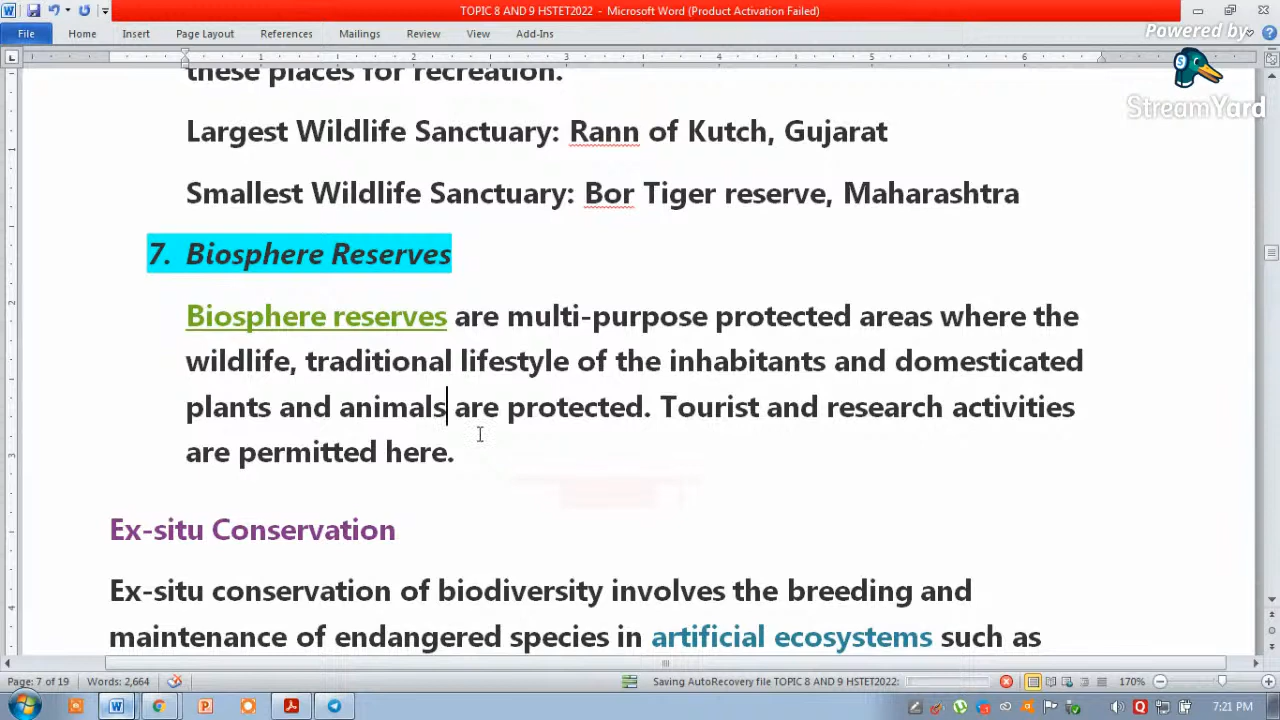 TOPIC 8 AND 9 HSTET2022 - Microsoft Word (Product Activation Failed)
File Home Insert Page Layout References Mailings Review View Add-Ins
Powered by
StreamYard
1 2 3 4 5 6
these places for recreation.
Largest Wildlife Sanctuary: Rann of Kutch, Gujarat
Smallest Wildlife Sanctuary: Bor Tiger reserve, Maharashtra
7. Biosphere Reserves
Biosphere reserves are multi-purpose protected areas where the
wildlife, traditional lifestyle of the inhabitants and domesticated
plants and animals are protected. Tourist and research activities
are permitted here.
Ex-situ Conservation
Ex-situ conservation of biodiversity involves the breeding and
maintenance of endangered species in artificial ecosystems such as
Page: 7 of 19 Words: 2,664 Saving AutoRecovery file TOPIC 8 AND 9 HSTET2022: 170%
7:21 PM